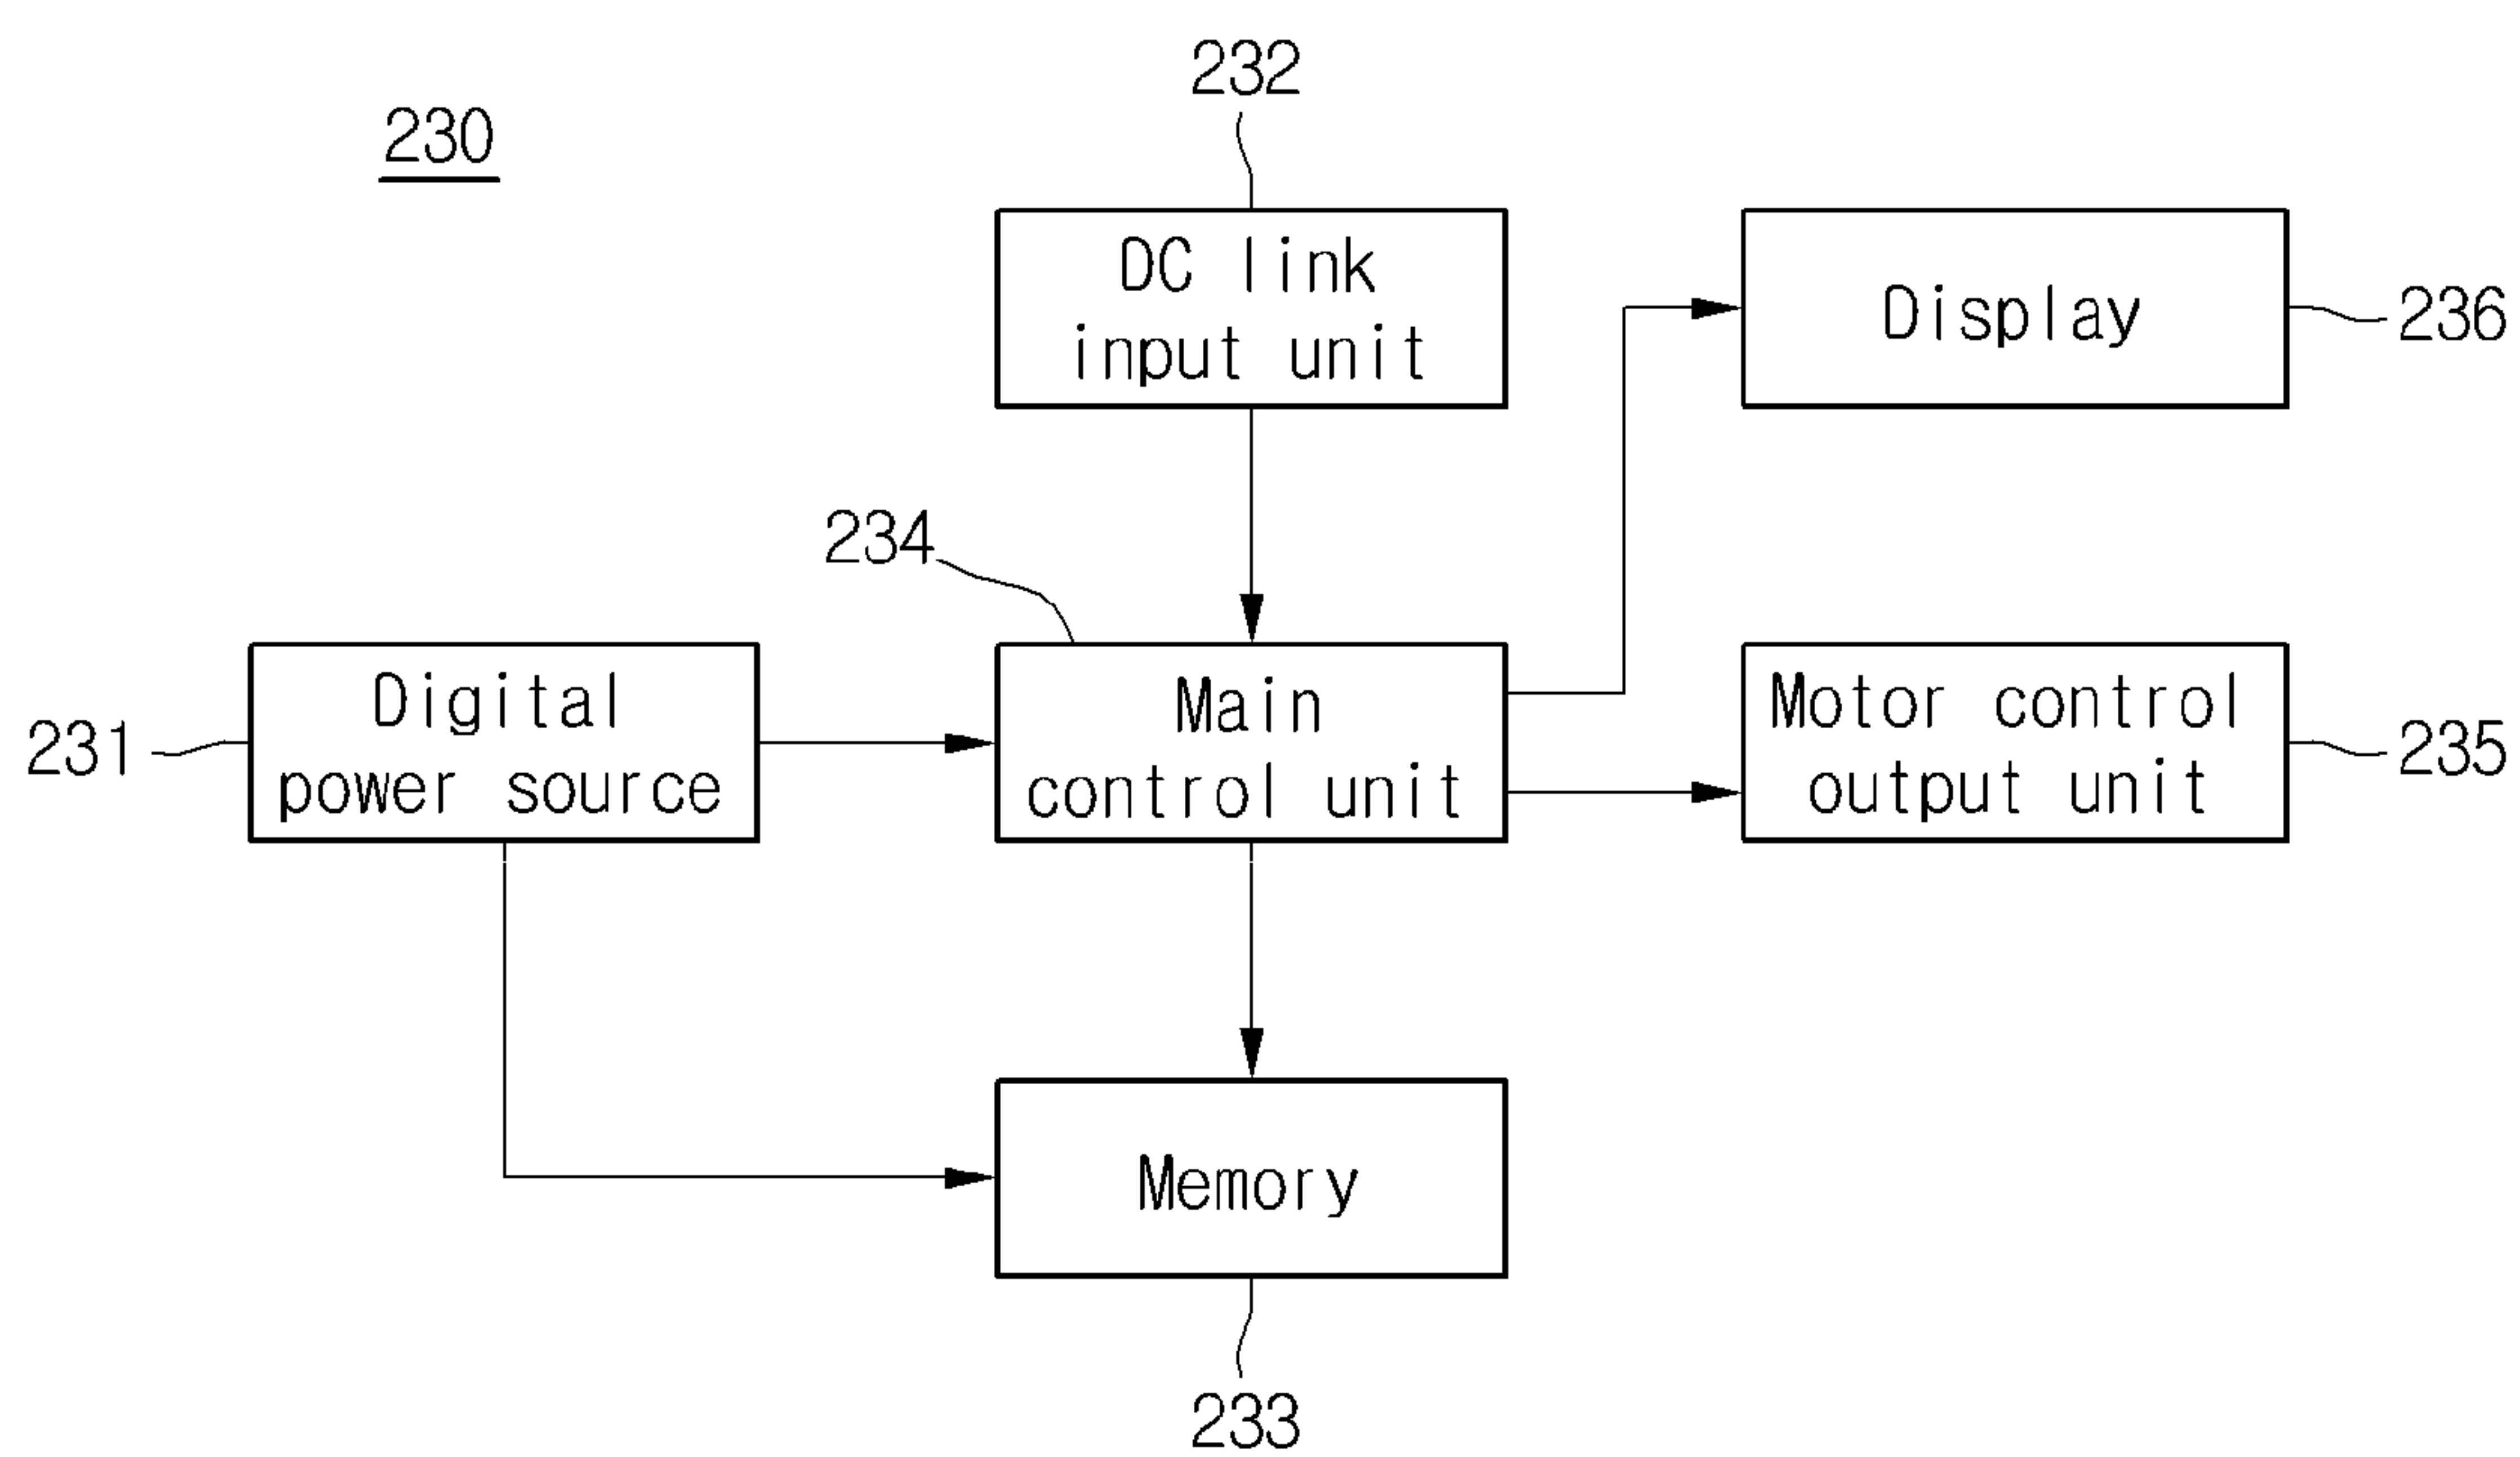 232
230
DC link
input unit
Display
236
234
Digital
power source
231
Main
control unit
Motor control
output unit
235
Memory
233